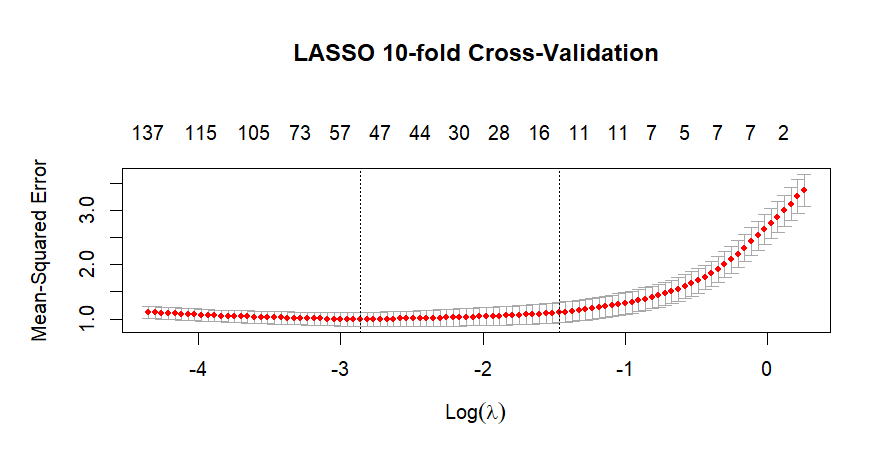 LASSO 10-fold Cross-Validation
137 115 105 73 57 47 44 30 28 16 11 11 7 5 7 7 2
Mean-Squared Error
3.0
2.0
1.0
-4 -3 -2 -1 0
Log(λ)